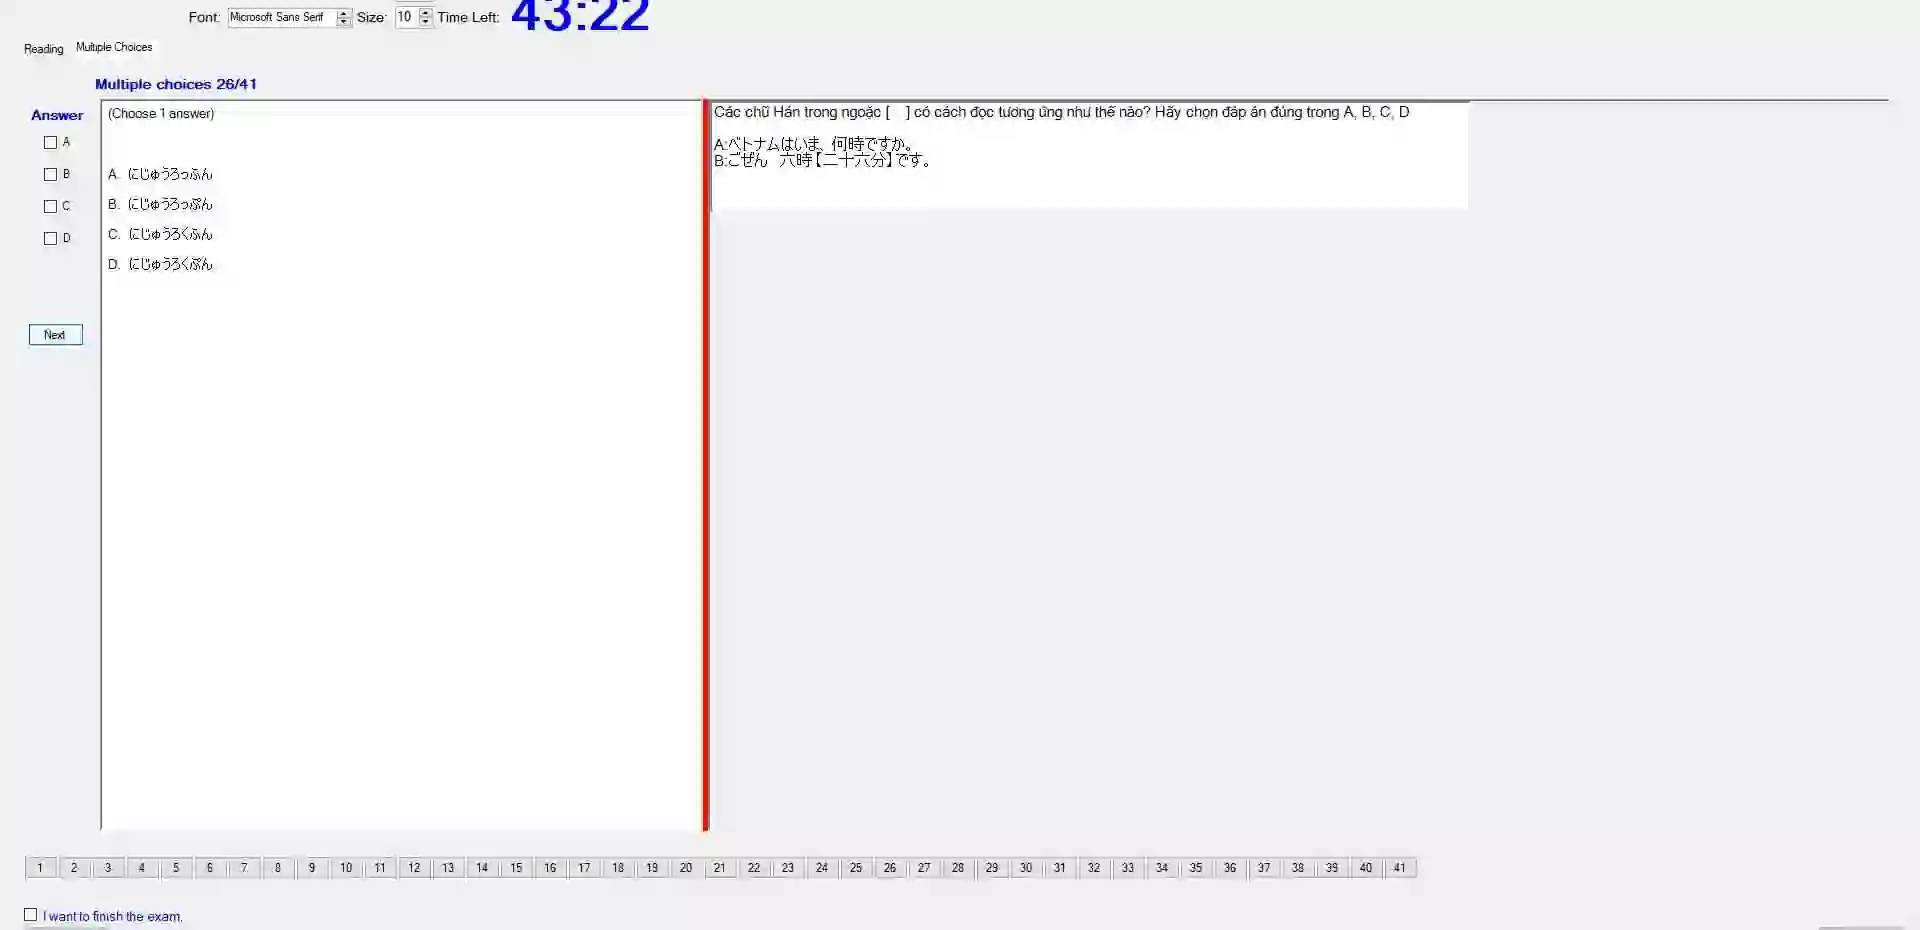 Font: Microsoft Sans Serif Size: 10 Time Left: 43:22
Reading Multiple Choices
Multiple choices 26/41
Answer
A
B
C
D
Next
(Choose 1 answer)
A. にじゅうろっふん
B. にじゅうろっぷん
C. にじゅうろくふん
D. にじゅうろくぷん
Các chữ Hán trong ngoặc [ ] có cách đọc tương ứng như thế nào? Hãy chọn đáp án đúng trong A, B, C, D
A:ベトナムはいま、何時ですか。
B:ごぜん 六時【二十六分】です。
1 2 3 4 5 6 7 8 9 10 11 12 13 14 15 16 17 18 19 20 21 22 23 24 25 26 27 28 29 30 31 32 33 34 35 36 37 38 39 40 41
I want to finish the exam.